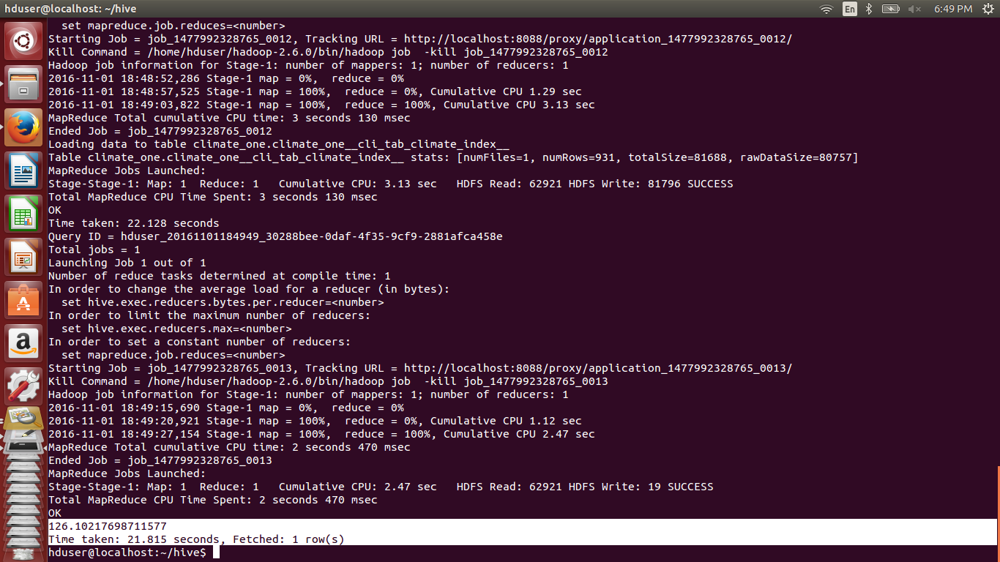 hduser@localhost: ~/hive
En
6:49 PM
  set mapreduce.job.reduces=<number>
Starting Job = job_1477992328765_0012, Tracking URL = http://localhost:8088/proxy/application_1477992328765_0012/
Kill Command = /home/hduser/hadoop-2.6.0/bin/hadoop job  -kill job_1477992328765_0012
Hadoop job information for Stage-1: number of mappers: 1; number of reducers: 1
2016-11-01 18:48:52,286 Stage-1 map = 0%,  reduce = 0%
2016-11-01 18:48:57,525 Stage-1 map = 100%,  reduce = 0%, Cumulative CPU 1.29 sec
2016-11-01 18:49:03,822 Stage-1 map = 100%,  reduce = 100%, Cumulative CPU 3.13 sec
MapReduce Total cumulative CPU time: 3 seconds 130 msec
Ended Job = job_1477992328765_0012
Loading data to table climate_one.climate_one__cli_tab_climate_index__
Table climate_one.climate_one__cli_tab_climate_index__ stats: [numFiles=1, numRows=931, totalSize=81688, rawDataSize=80757]
MapReduce Jobs Launched:
Stage-Stage-1: Map: 1  Reduce: 1   Cumulative CPU: 3.13 sec   HDFS Read: 62921 HDFS Write: 81796 SUCCESS
Total MapReduce CPU Time Spent: 3 seconds 130 msec
OK
Time taken: 22.128 seconds
Query ID = hduser_20161101184949_30288bee-0daf-4f35-9cf9-2881afca458e
Total jobs = 1
Launching Job 1 out of 1
Number of reduce tasks determined at compile time: 1
In order to change the average load for a reducer (in bytes):
  set hive.exec.reducers.bytes.per.reducer=<number>
In order to limit the maximum number of reducers:
  set hive.exec.reducers.max=<number>
In order to set a constant number of reducers:
  set mapreduce.job.reduces=<number>
Starting Job = job_1477992328765_0013, Tracking URL = http://localhost:8088/proxy/application_1477992328765_0013/
Kill Command = /home/hduser/hadoop-2.6.0/bin/hadoop job  -kill job_1477992328765_0013
Hadoop job information for Stage-1: number of mappers: 1; number of reducers: 1
2016-11-01 18:49:15,690 Stage-1 map = 0%,  reduce = 0%
2016-11-01 18:49:20,921 Stage-1 map = 100%,  reduce = 0%, Cumulative CPU 1.12 sec
2016-11-01 18:49:27,154 Stage-1 map = 100%,  reduce = 100%, Cumulative CPU 2.47 sec
MapReduce Total cumulative CPU time: 2 seconds 470 msec
Ended Job = job_1477992328765_0013
MapReduce Jobs Launched:
Stage-Stage-1: Map: 1  Reduce: 1   Cumulative CPU: 2.47 sec   HDFS Read: 62921 HDFS Write: 19 SUCCESS
Total MapReduce CPU Time Spent: 2 seconds 470 msec
OK
126.10217698711577
Time taken: 21.815 seconds, Fetched: 1 row(s)
hduser@localhost:~/hive$